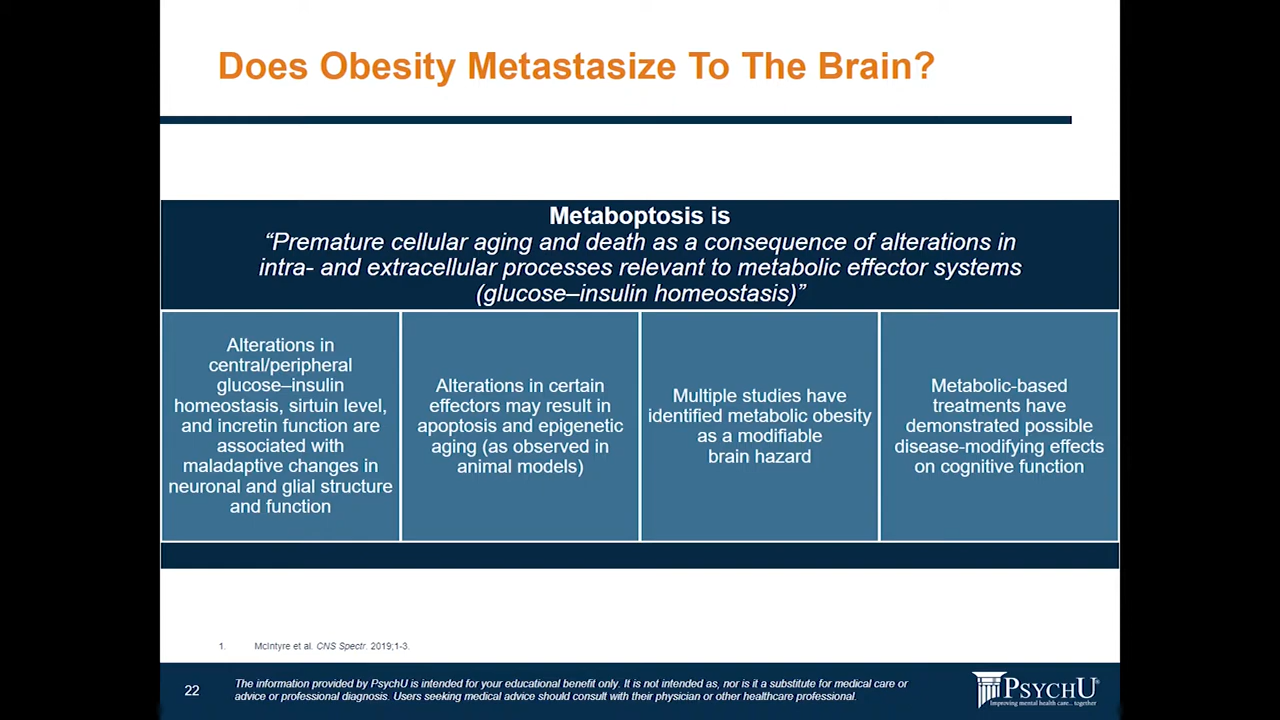 Does Obesity Metastasize To The Brain?
Metaboptosis is
“Premature cellular aging and death as a consequence of alterations in
intra- and extracellular processes relevant to metabolic effector systems
(glucose–insulin homeostasis)”
Alterations in
central/peripheral
glucose–insulin
homeostasis, sirtuin level,
and incretin function are
associated with
maladaptive changes in
neuronal and glial structure
and function
Alterations in certain
effectors may result in
apoptosis and epigenetic
aging (as observed in
animal models)
Multiple studies have
identified metabolic obesity
as a modifiable
brain hazard
Metabolic-based
treatments have
demonstrated possible
disease-modifying effects
on cognitive function
1. McIntyre et al. CNS Spectr. 2019;1-3.
22
The information provided by PsychU is intended for your educational benefit only. It is not intended as, nor is it a substitute for medical care or
advice or professional diagnosis. Users seeking medical advice should consult with their physician or other healthcare professional.
PSYCHU®
Improving mental health care... together